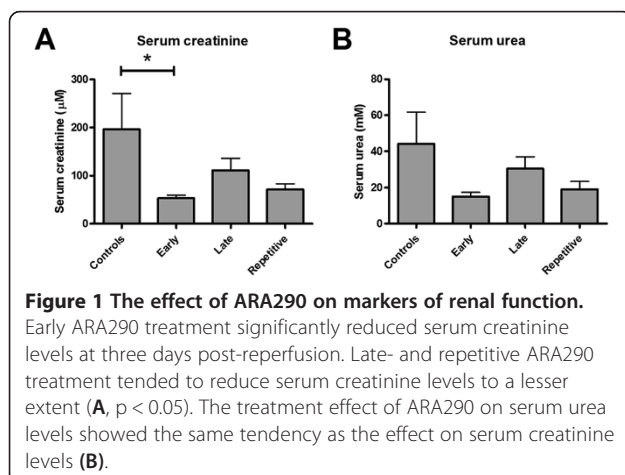 A
Serum creatinine
*
Serum creatinine (µM)
300
200
100
0
Controls
Early
Late
Repetitive
B
Serum urea
Serum urea (mM)
80
60
40
20
0
Controls
Early
Late
Repetitive
Figure 1 The effect of ARA290 on markers of renal function.
Early ARA290 treatment significantly reduced serum creatinine
levels at three days post-reperfusion. Late- and repetitive ARA290
treatment tended to reduce serum creatinine levels to a lesser
extent (A, p < 0.05). The treatment effect of ARA290 on serum urea
levels showed the same tendency as the effect on serum creatinine
levels (B).